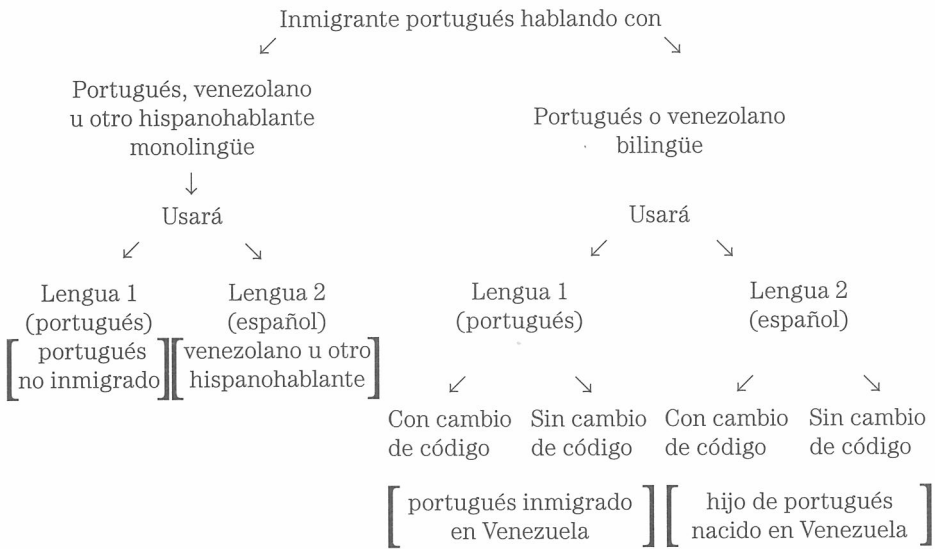 Inmigrante portugués hablando con
Portugués, venezolano
u otro hispanohablante
monolingüe
Usará
Lengua 1
(portugués)
[portugués
no inmigrado]
Lengua 2
(español)
[venezolano u otro
hispanohablante]
Portugués o venezolano
bilingüe
Usará
Lengua 1
(portugués)
Con cambio
de código
Sin cambio
de código
[portugués inmigrado
en Venezuela]
Lengua 2
(español)
Con cambio
de código
Sin cambio
de código
[hijo de portugués
nacido en Venezuela]